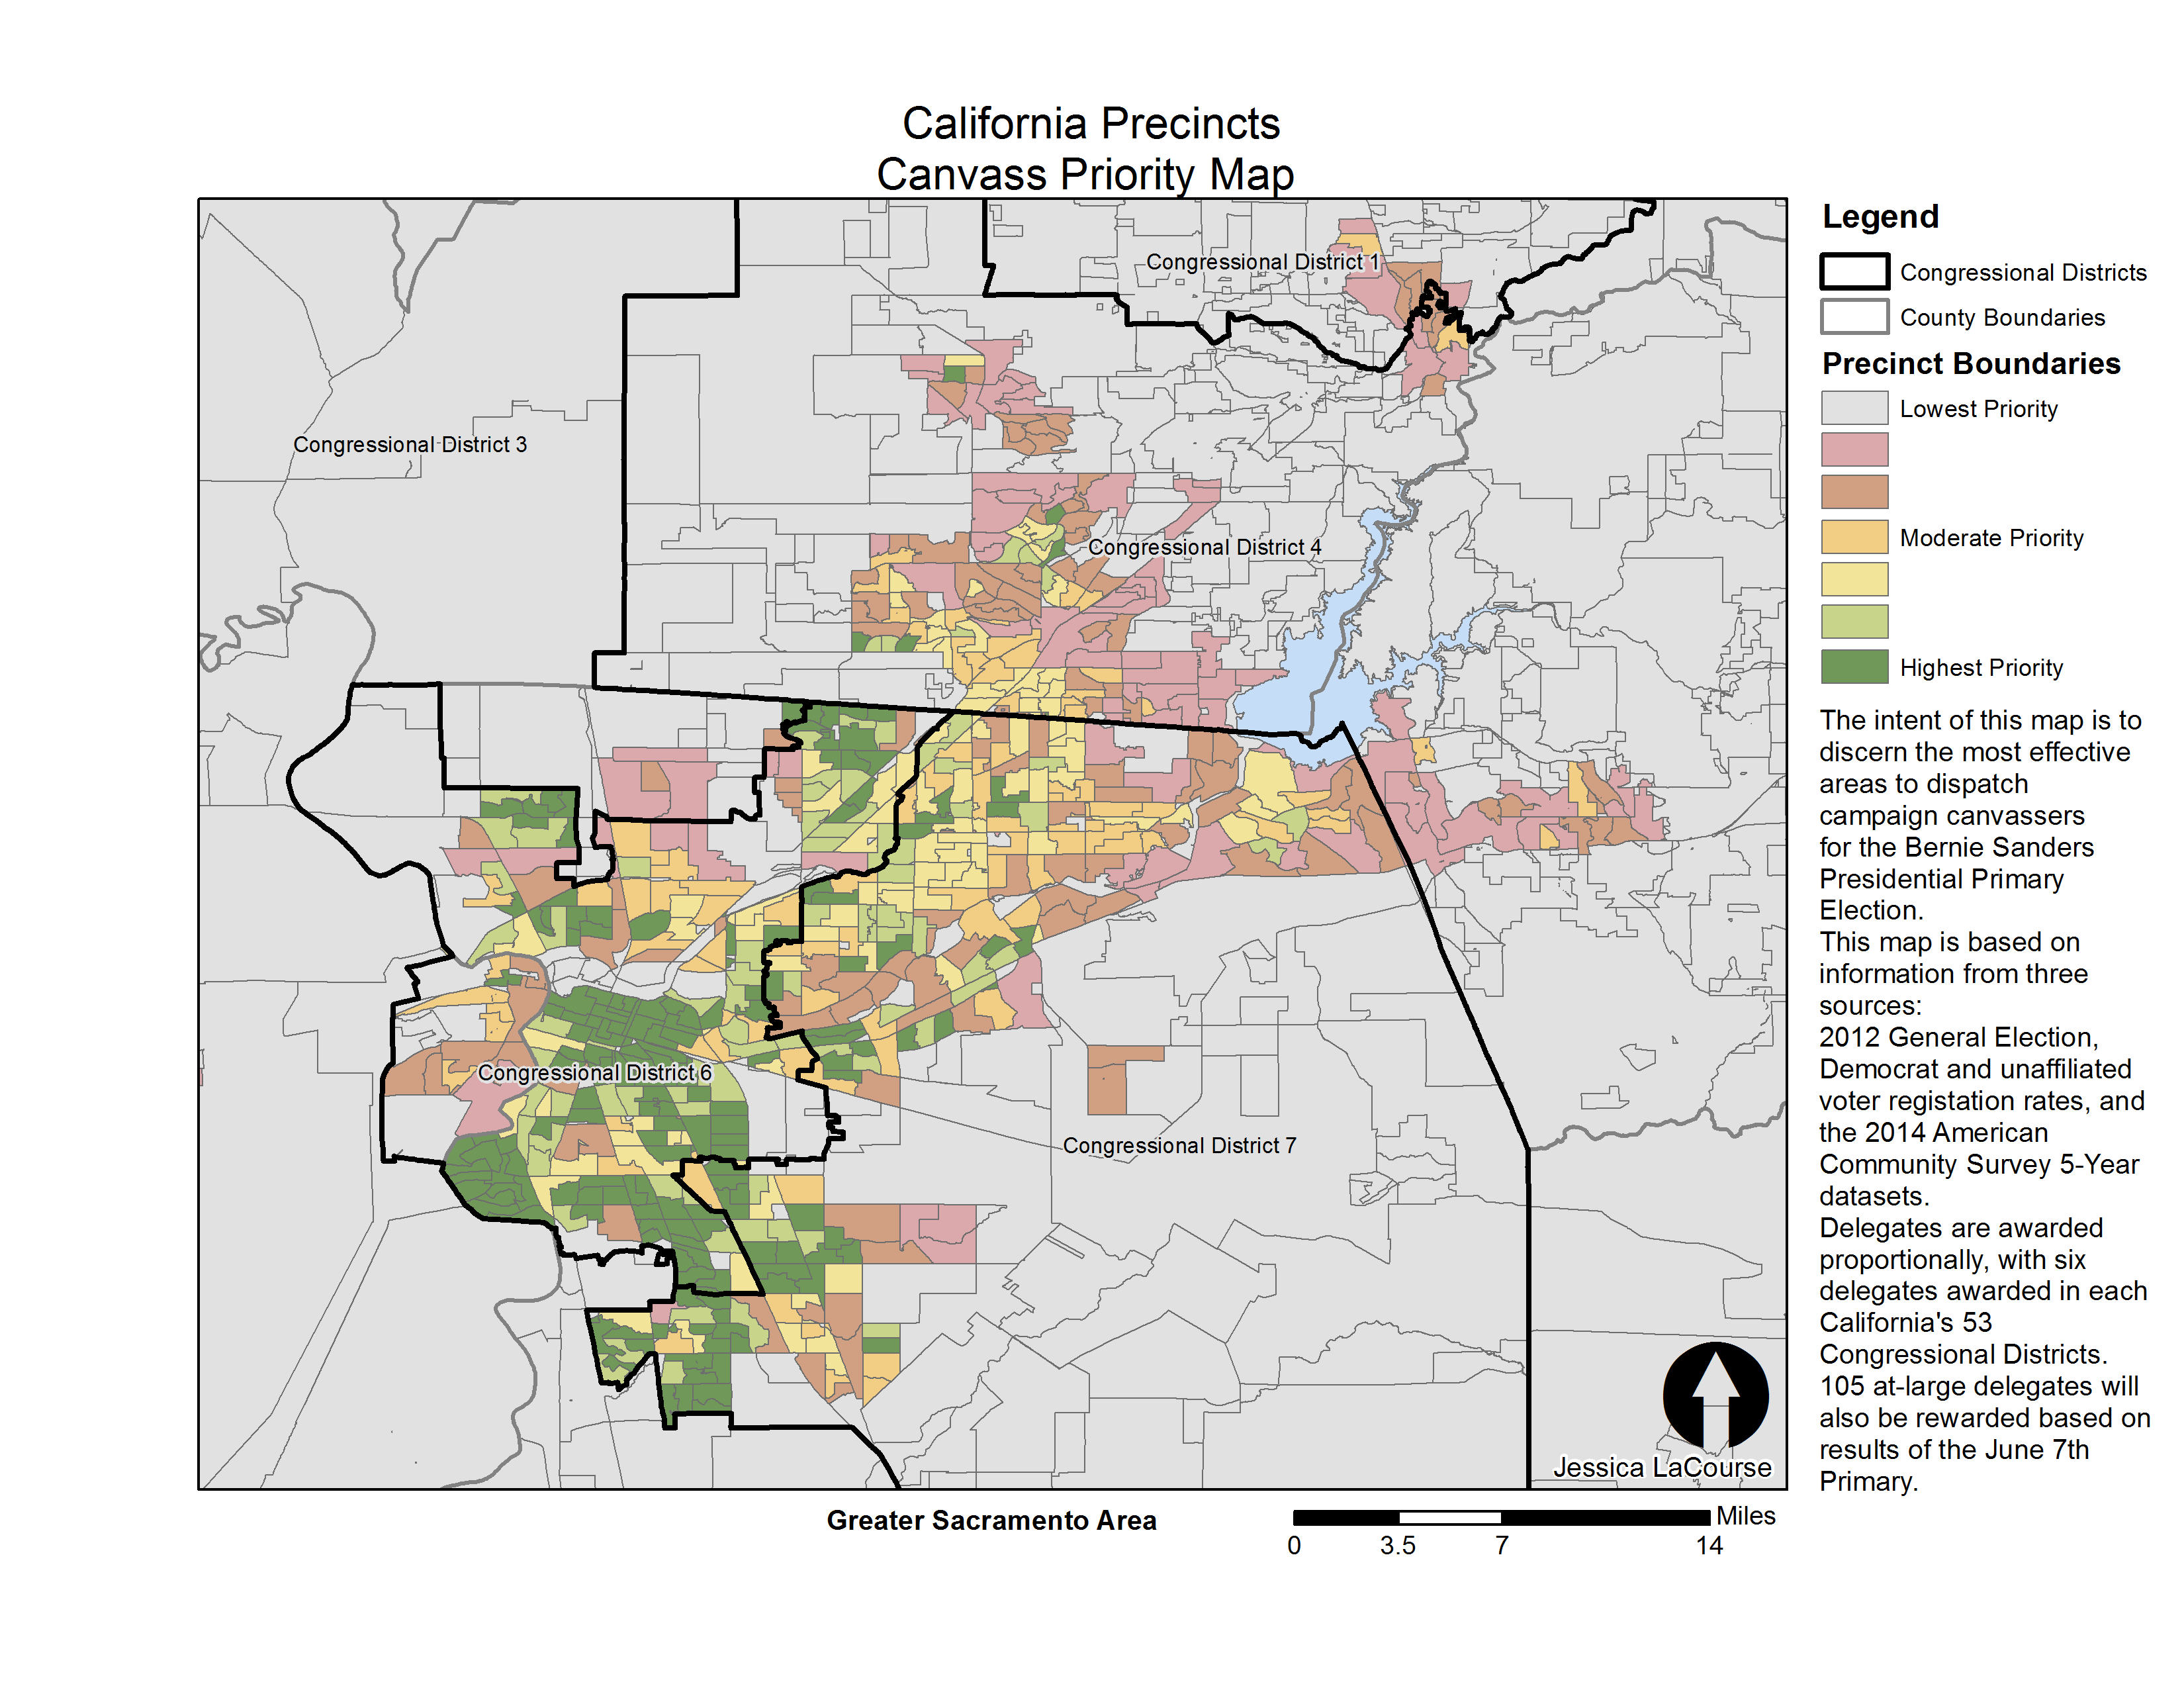 California Precincts
Canvass Priority Map
Congressional District 1
Congressional District 3
Congressional District 4
Congressional District 6
Congressional District 7
Legend
Congressional Districts
County Boundaries
Precinct Boundaries
Lowest Priority
Moderate Priority
Highest Priority
The intent of this map is to
discern the most effective
areas to dispatch
campaign canvassers
for the Bernie Sanders
Presidential Primary
Election.
This map is based on
information from three
sources:
2012 General Election,
Democrat and unaffiliated
voter registation rates, and
the 2014 American
Community Survey 5-Year
datasets.
Delegates are awarded
proportionally, with six
delegates awarded in each
California's 53
Congressional Districts.
105 at-large delegates will
also be rewarded based on
results of the June 7th
Primary.
Jessica LaCourse
Greater Sacramento Area
Miles
0 3.5 7 14